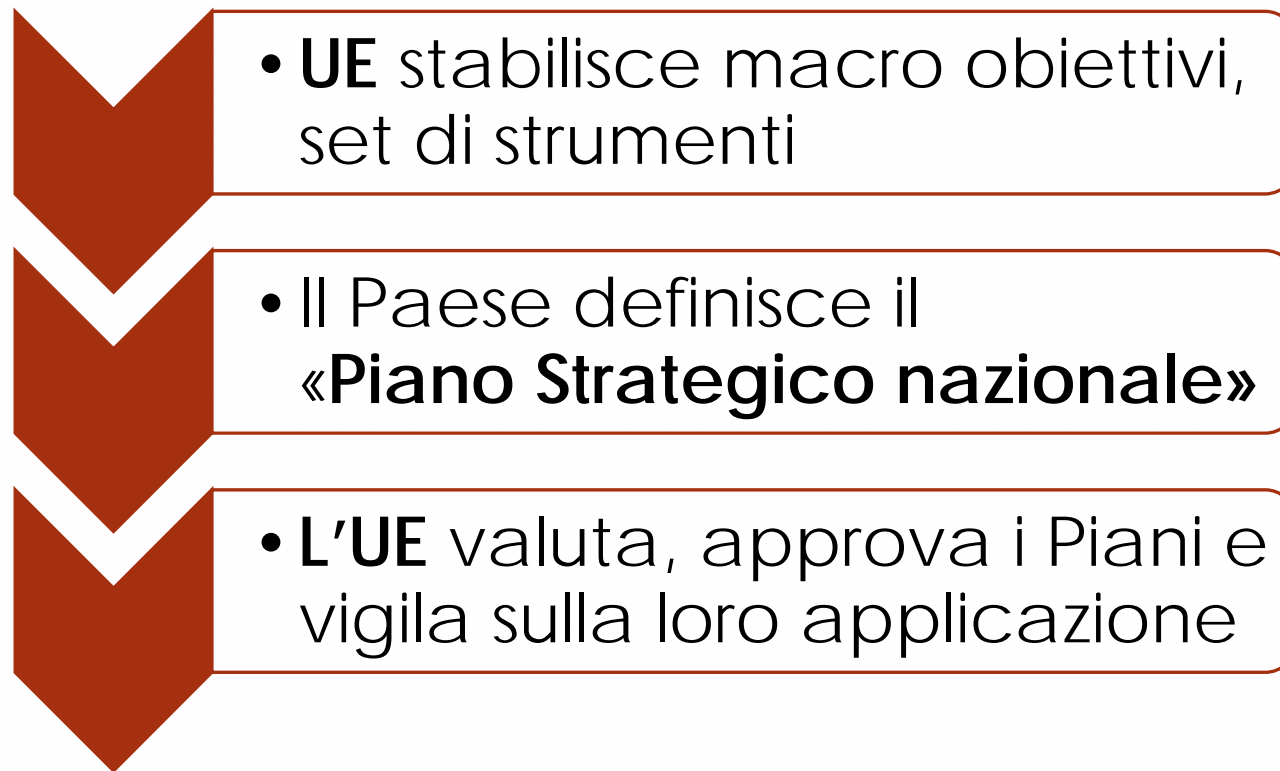 • UE stabilisce macro obiettivi,
set di strumenti
• Il Paese definisce il
«Piano Strategico nazionale»
• L’UE valuta, approva i Piani e
vigila sulla loro applicazione